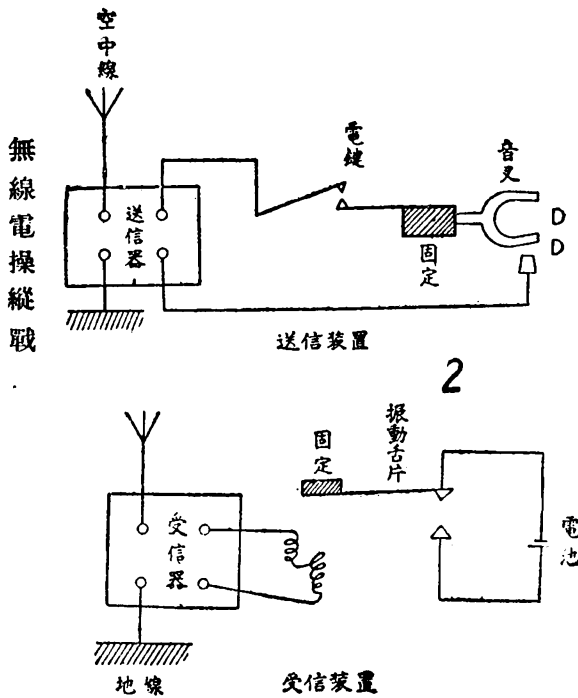 無線電操縱戰
空中線
送信器
電鍵
固定
音叉
D
D
送信装置
2
受信器
固定
振動舌片
電池
地線
受信装置